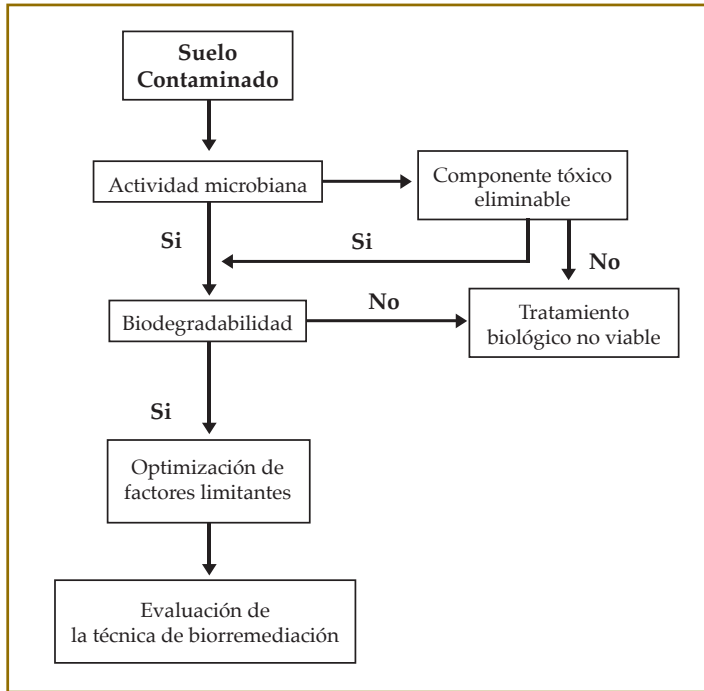 Suelo
Contaminado
Actividad microbiana
Componente tóxico
eliminable
Si
Si
No
Biodegradabilidad
No
Tratamiento
biológico no viable
Si
Optimización de
factores limitantes
Evaluación de
la técnica de biorremediación